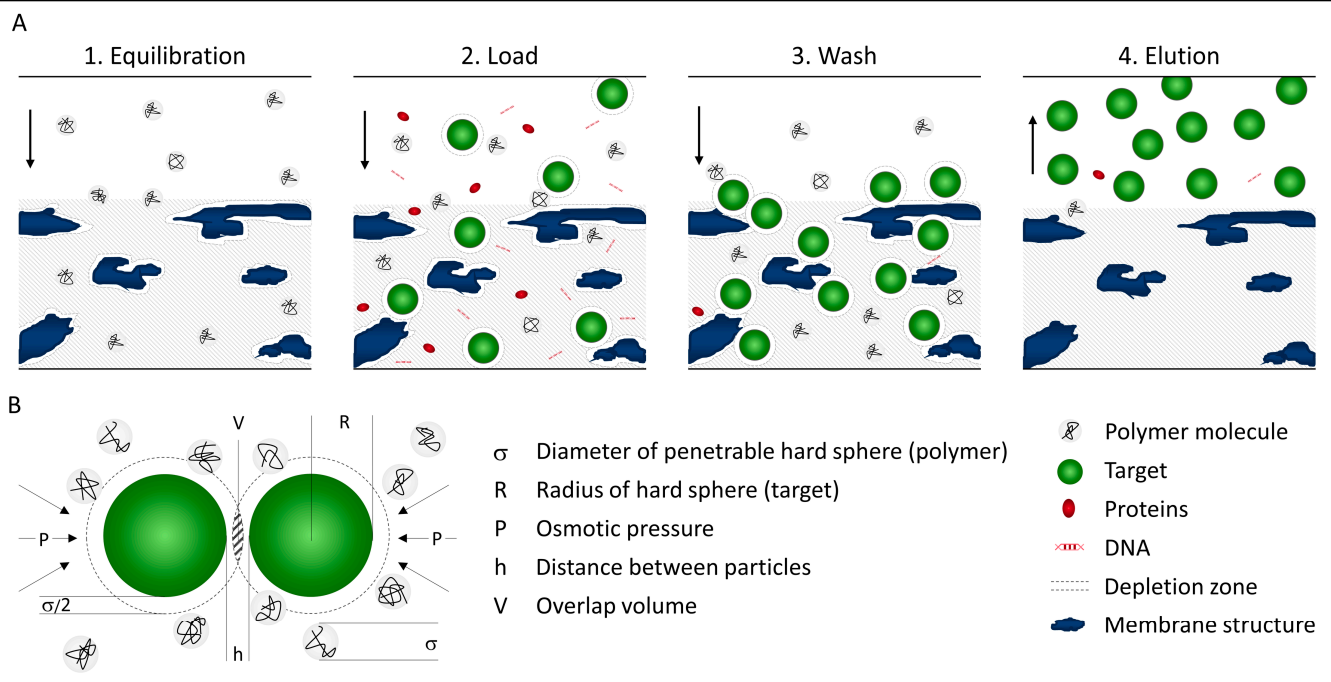 A
1. Equilibration
2. Load
3. Wash
4. Elution
B
V
R
P
P
σ/2
h
σ
σ Diameter of penetrable hard sphere (polymer)
R Radius of hard sphere (target)
P Osmotic pressure
h Distance between particles
V Overlap volume
Polymer molecule
Target
Proteins
DNA
Depletion zone
Membrane structure